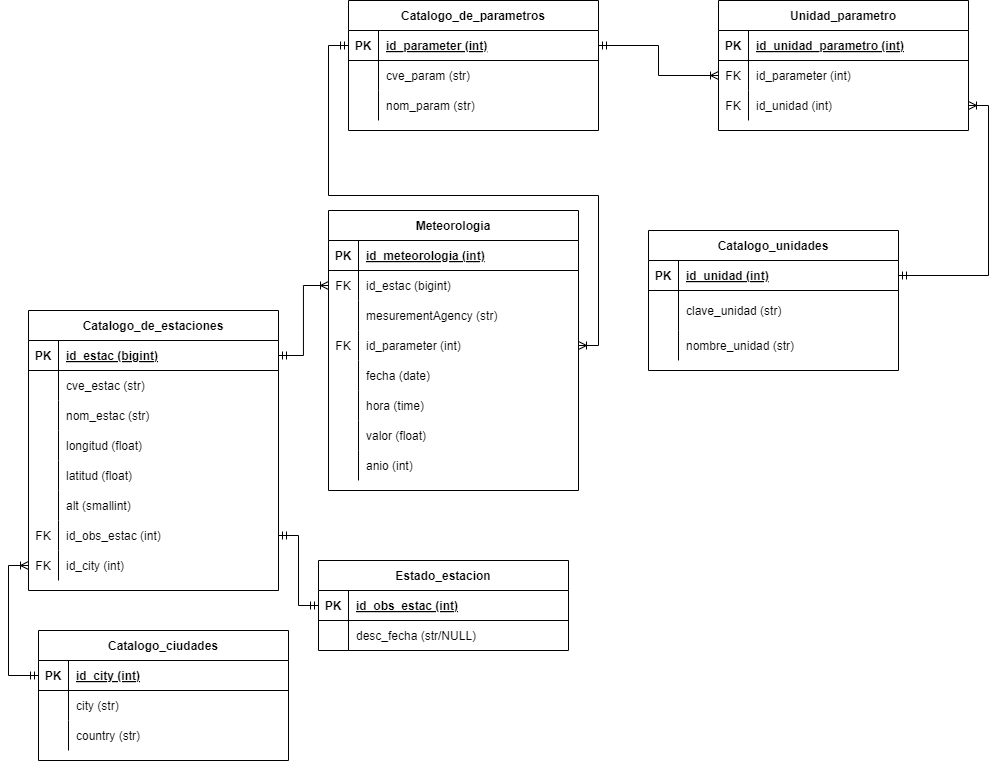 Catalogo_de_parametros
PK id_parameter (int)
cve_param (str)
nom_param (str)
Unidad_parametro
PK id_unidad_parametro (int)
FK id_parameter (int)
FK id_unidad (int)
Meteorologia
PK id_meteorologia (int)
FK id_estac (bigint)
mesurementAgency (str)
FK id_parameter (int)
fecha (date)
hora (time)
valor (float)
anio (int)
Catalogo_unidades
PK id_unidad (int)
clave_unidad (str)
nombre_unidad (str)
Catalogo_de_estaciones
PK id_estac (bigint)
cve_estac (str)
nom_estac (str)
longitud (float)
latitud (float)
alt (smallint)
FK id_obs_estac (int)
FK id_city (int)
Estado_estacion
PK id_obs_estac (int)
desc_fecha (str/NULL)
Catalogo_ciudades
PK id_city (int)
city (str)
country (str)